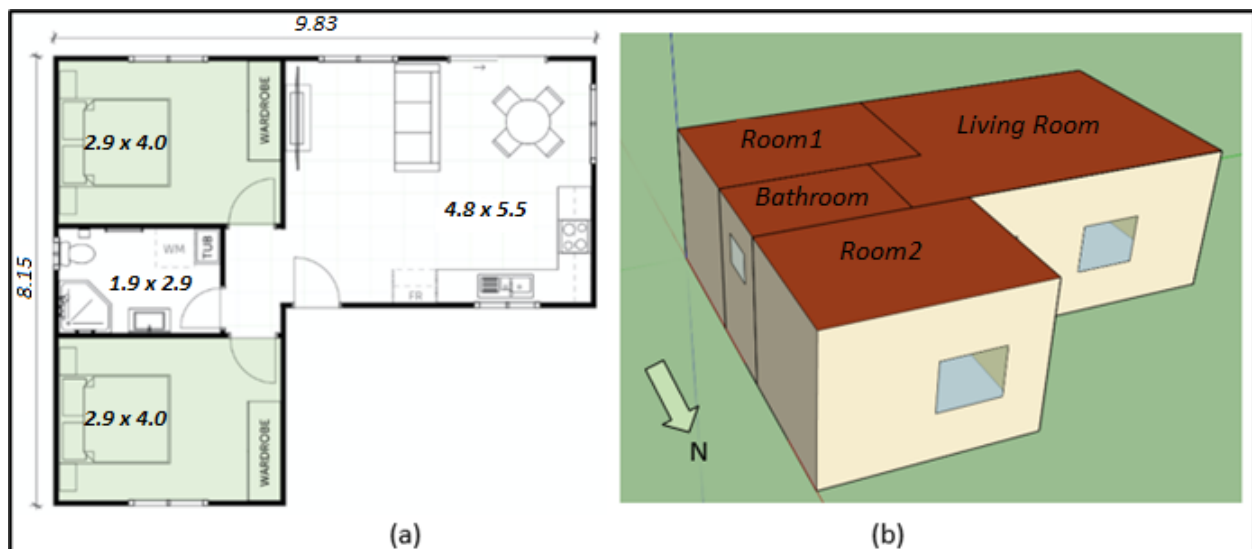 9.83
8.15
WARDROBE
2.9 x 4.0
4.8 x 5.5
WM
TUB
1.9 x 2.9
FR
2.9 x 4.0
WARDROBE
(a)
Room1
Living Room
Bathroom
Room2
N
(b)